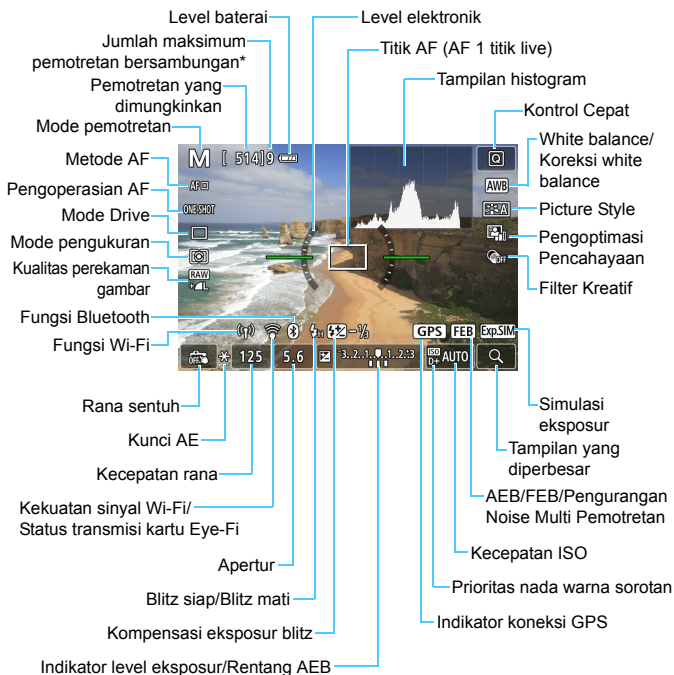 Level baterai
Level elektronik
Jumlah maksimum
pemotretan bersambungan*
Titik AF (AF 1 titik live)
Pemotretan yang
dimungkinkan
Tampilan histogram
Mode pemotretan
Kontrol Cepat
Metode AF
White balance/
Koreksi white
balance
Pengoperasian AF
Mode Drive
Picture Style
Mode pengukuran
Pengoptimasi
Pencahayaan
Kualitas perekaman
gambar
Filter Kreatif
M [ 514] 9
Q
AF
AWB
ONE SHOT
A
RAW
L
OFF
Fungsi Bluetooth
Fungsi Wi-Fi
H -1/3 GPS FEB Exp.SIM
OFF 125 5.6 -3..2..1..1..2..+3 ISO D+ AUTO
Rana sentuh
Simulasi
eksposur
Kunci AE
Tampilan yang
diperbesar
Kecepatan rana
AEB/FEB/Pengurangan
Noise Multi Pemotretan
Kekuatan sinyal Wi-Fi/
Status transmisi kartu Eye-Fi
Kecepatan ISO
Apertur
Prioritas nada warna sorotan
Blitz siap/Blitz mati
Indikator koneksi GPS
Kompensasi eksposur blitz
Indikator level eksposur/Rentang AEB